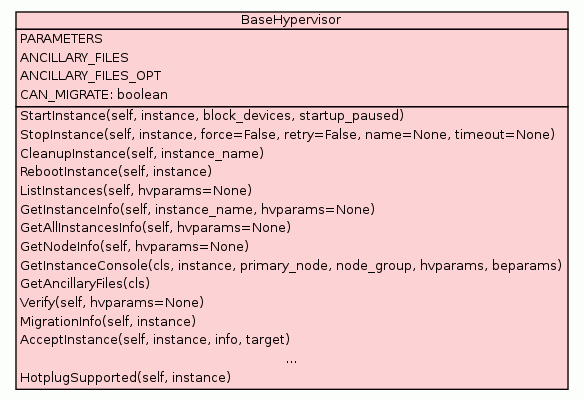 BaseHypervisor
PARAMETERS
ANCILLARY_FILES
ANCILLARY_FILES_OPT
CAN_MIGRATE: boolean
StartInstance(self, instance, block_devices, startup_paused)
StopInstance(self, instance, force=False, retry=False, name=None, timeout=None)
CleanupInstance(self, instance_name)
RebootInstance(self, instance)
ListInstances(self, hvparams=None)
GetInstanceInfo(self, instance_name, hvparams=None)
GetAllInstancesInfo(self, hvparams=None)
GetNodeInfo(self, hvparams=None)
GetInstanceConsole(cls, instance, primary_node, node_group, hvparams, beparams)
GetAncillaryFiles(cls)
Verify(self, hvparams=None)
MigrationInfo(self, instance)
AcceptInstance(self, instance, info, target)
...
HotplugSupported(self, instance)